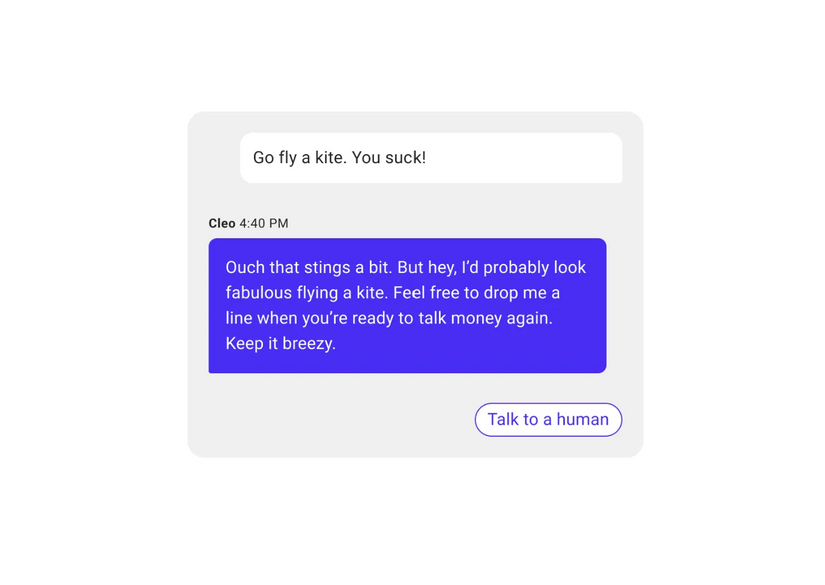 Go fly a kite. You suck!
Cleo 4:40 PM
Ouch that stings a bit. But hey, I’d probably look
fabulous flying a kite. Feel free to drop me a
line when you’re ready to talk money again.
Keep it breezy.
Talk to a human